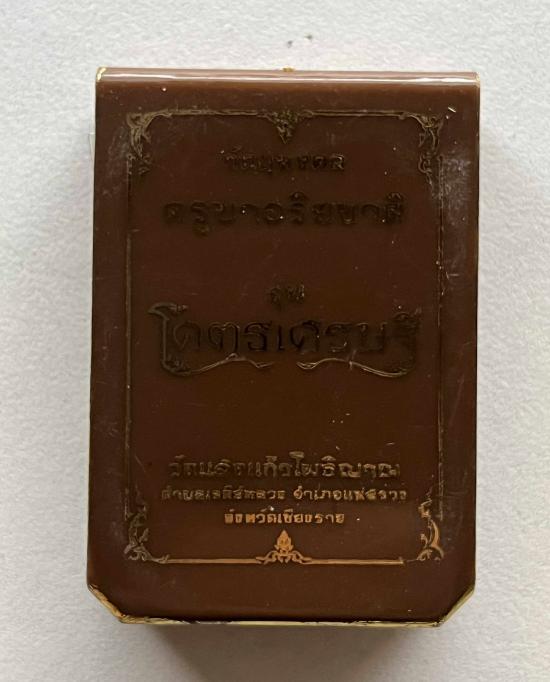 วัตถุมงคล
ครูบาอริยชาติ
รุ่น
โคตรเศรษฐี
วัดแสงแก้วโพธิญาณ
ตำบลเจดีย์หลวง อำเภอแม่สรวย
จังหวัดเชียงราย